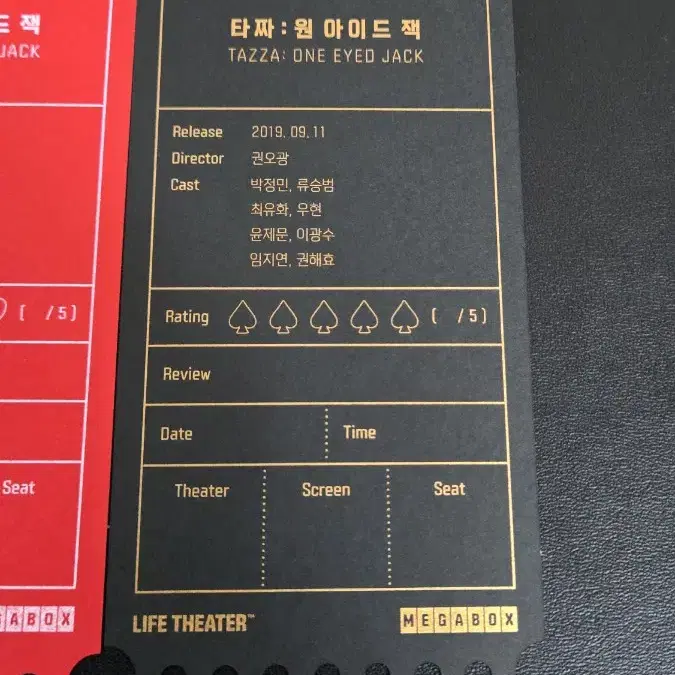 타짜: 원 아이드 잭
TAZZA: ONE EYED JACK
Release 2019. 09. 11
Director 권오광
Cast 박정민, 류승범
최유화, 우현
윤제문, 이광수
임지연, 권해효
Rating ( /5)
Review
Date Time
Theater Screen Seat
LIFE THEATER™ MEGABOX
드 잭
JACK
( /5)
Seat
ABOX